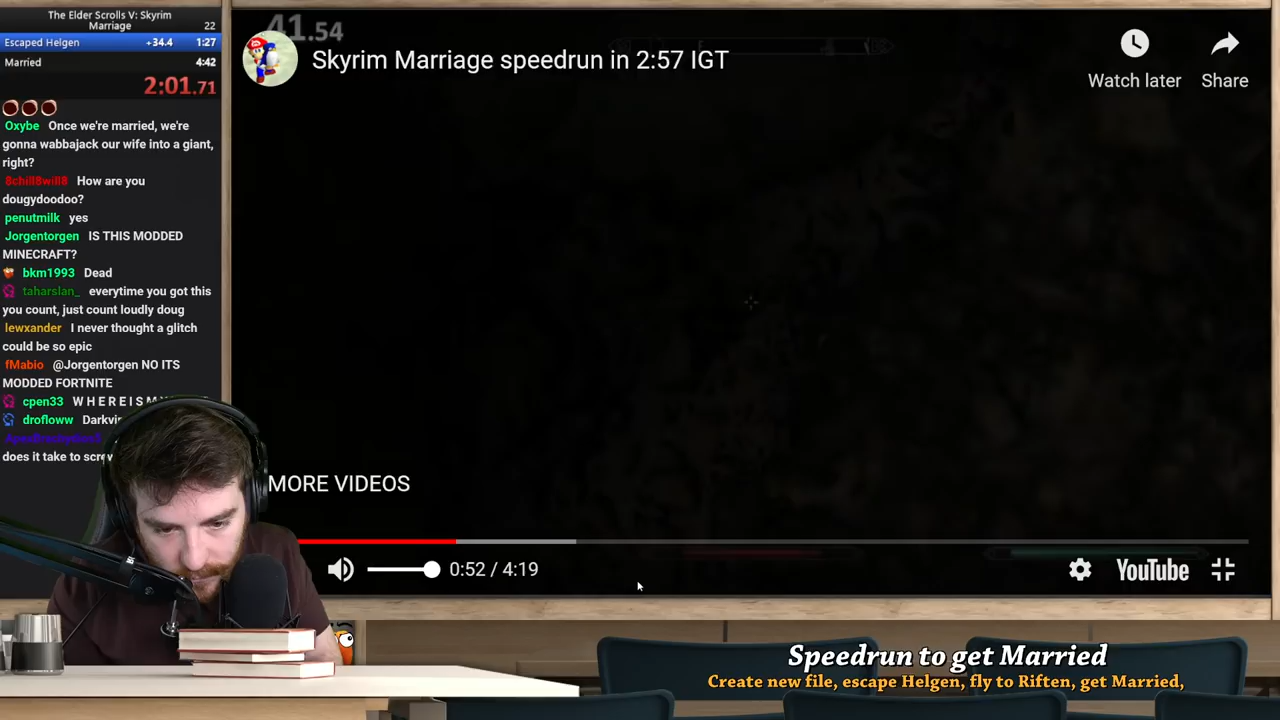 The Elder Scrolls V: Skyrim
Marriage 22
Escaped Helgen +34.4 1:27
Married 4:42
2:01.71
Oxybe Once we're married, we're
gonna wabbajack our wife into a giant,
right?
8chill8will8 How are you
dougydoodoo?
penutmilk yes
Jorgentorgen IS THIS MODDED
MINECRAFT?
bkm1993 Dead
taharslan_ everytime you got this
you count, just count loudly doug
lewxander I never thought a glitch
could be so epic
fMabio @Jorgentorgen NO ITS
MODDED FORTNITE
cpen33 W H E R E I S M
drofloww
does it take to
41.54
Skyrim Marriage speedrun in 2:57 IGT
Watch later
Share
MORE VIDEOS
0:52 / 4:19
YouTube
Speedrun to get Married
Create new file, escape Helgen, fly to Riften, get Married,